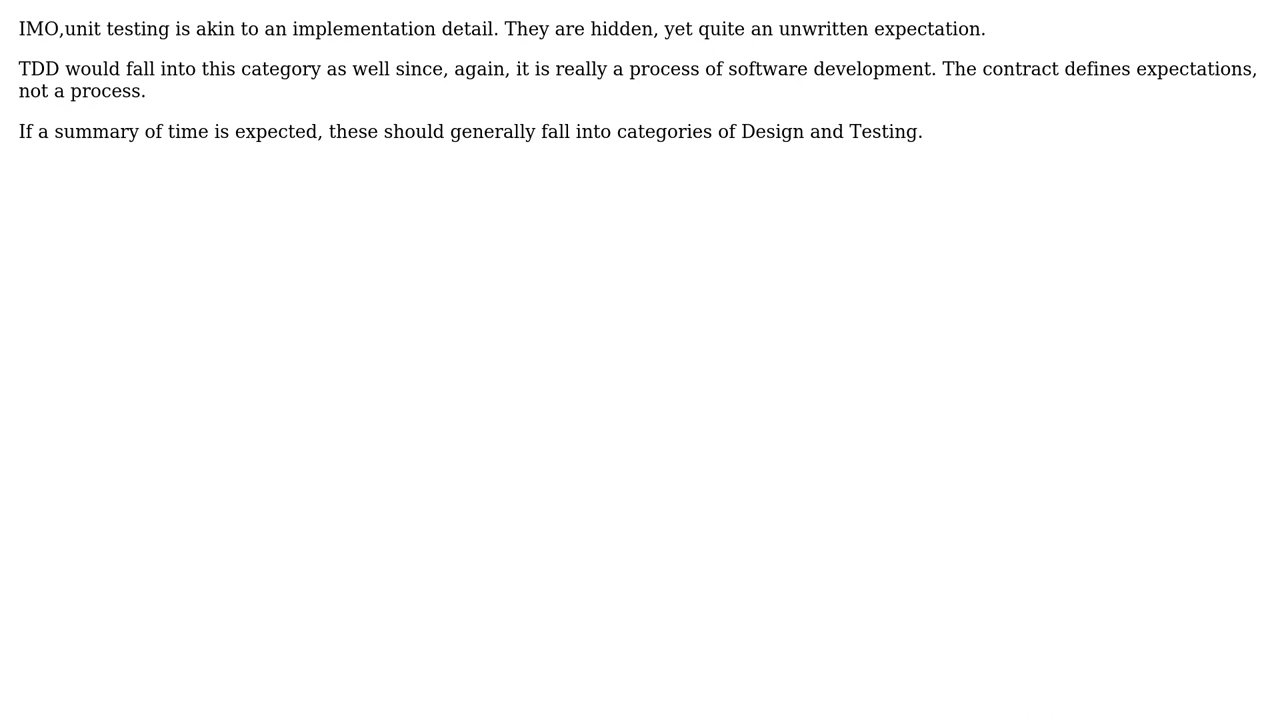 IMO,unit testing is akin to an implementation detail. They are hidden, yet quite an unwritten expectation.
TDD would fall into this category as well since, again, it is really a process of software development. The contract defines expectations,
not a process.
If a summary of time is expected, these should generally fall into categories of Design and Testing.